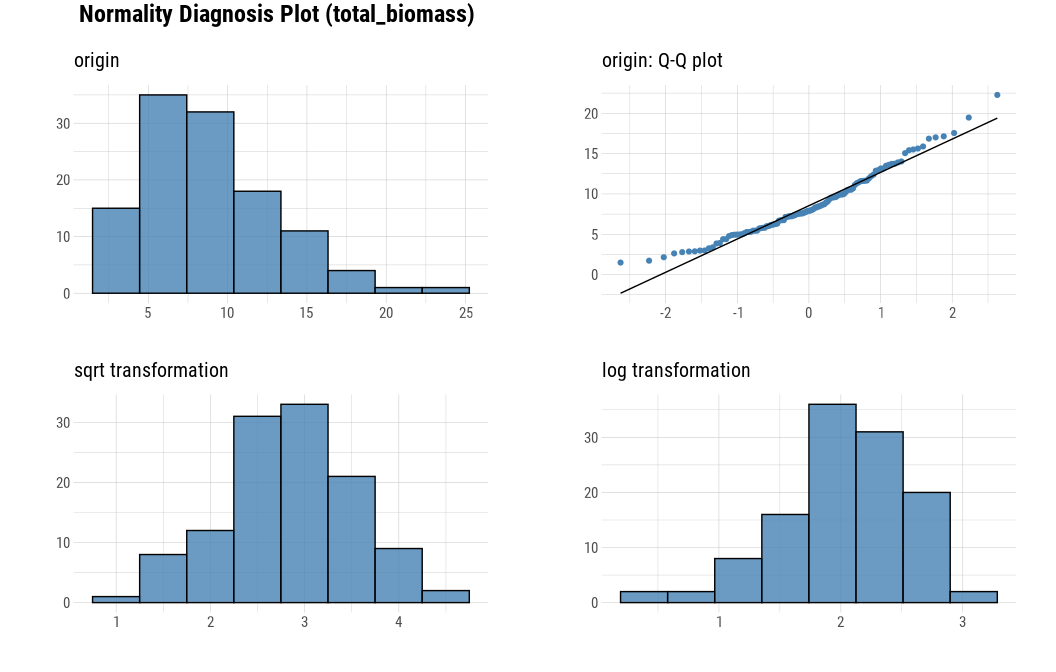 Normality Diagnosis Plot (total_biomass)
origin
30
20
10
0
5 10 15 20 25
origin: Q-Q plot
20
15
10
5
0
-2 -1 0 1 2
sqrt transformation
30
20
10
0
1 2 3 4
log transformation
30
20
10
0
1 2 3